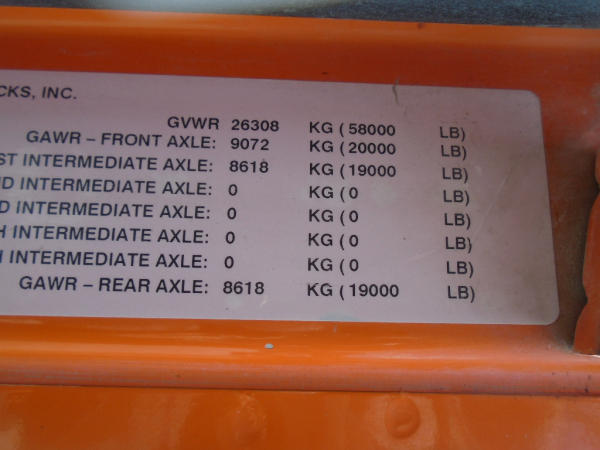 CKS, INC.
GVWR 26308 KG ( 58000 LB)
GAWR – FRONT AXLE: 9072 KG ( 20000 LB)
ST INTERMEDIATE AXLE: 8618 KG ( 19000 LB)
ND INTERMEDIATE AXLE: 0 KG ( 0 LB)
D INTERMEDIATE AXLE: 0 KG ( 0 LB)
H INTERMEDIATE AXLE: 0 KG ( 0 LB)
H INTERMEDIATE AXLE: 0 KG ( 0 LB)
GAWR – REAR AXLE: 8618 KG ( 19000 LB)